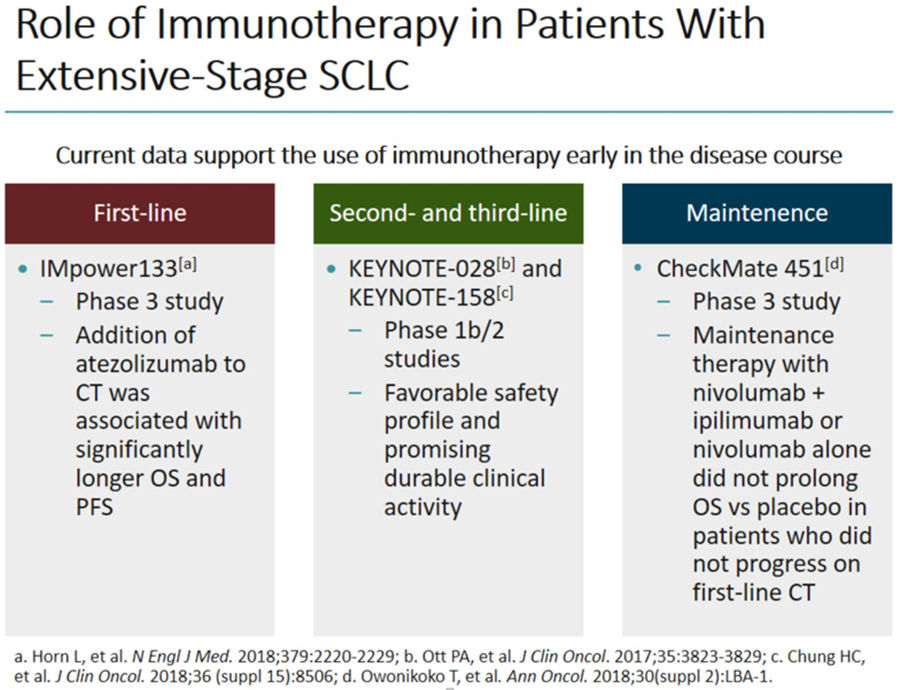 Role of Immunotherapy in Patients With
Extensive-Stage SCLC
Current data support the use of immunotherapy early in the disease course
First-line
• IMpower133[a]
– Phase 3 study
– Addition of
atezolizumab to
CT was
associated with
significantly
longer OS and
PFS
Second- and third-line
• KEYNOTE-028[b] and
KEYNOTE-158[c]
– Phase 1b/2
studies
– Favorable safety
profile and
promising
durable clinical
activity
Maintenence
• CheckMate 451[d]
– Phase 3 study
– Maintenance
therapy with
nivolumab +
ipilimumab or
nivolumab alone
did not prolong
OS vs placebo in
patients who did
not progress on
first-line CT
a. Horn L, et al. N Engl J Med. 2018;379:2220-2229; b. Ott PA, et al. J Clin Oncol. 2017;35:3823-3829; c. Chung HC,
et al. J Clin Oncol. 2018;36 (suppl 15):8506; d. Owonikoko T, et al. Ann Oncol. 2018;30(suppl 2):LBA-1.